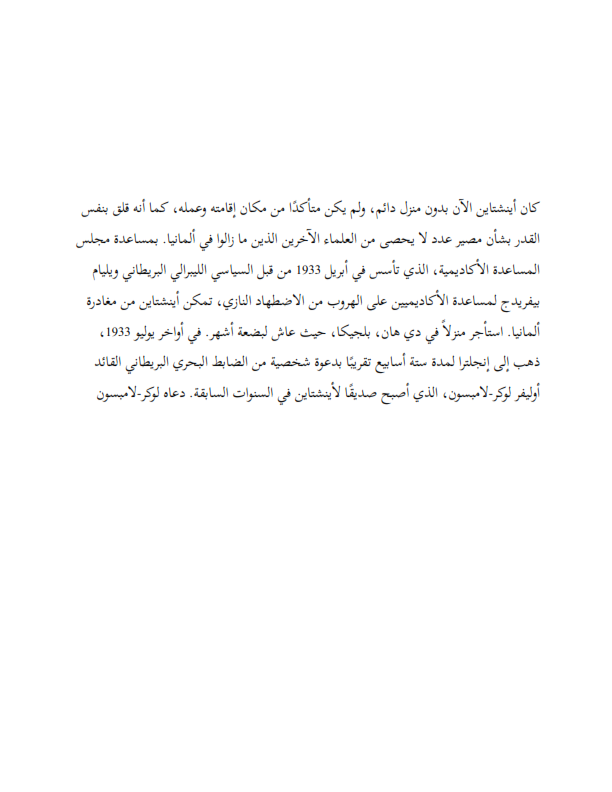 كان أينشتاين الآن بدون منزل دائم، ولم يكن متأكدًا من مكان إقامته وعمله، كما أنه قلق بنفس
القدر بشأن مصير عدد لا يحصى من العلماء الآخرين الذين ما زالوا في ألمانيا. بمساعدة مجلس
المساعدة الأكاديمية، الذي تأسس في أبريل 1933 من قبل السياسي الليبرالي البريطاني ويليام
بيفريدج لمساعدة الأكاديميين على الهروب من الاضطهاد النازي، تمكن أينشتاين من مغادرة
ألمانيا. استأجر منزلاً في دي هان، بلجيكا، حيث عاش لبضعة أشهر. في أواخر يوليو 1933،
ذهب إلى إنجلترا لمدة ستة أسابيع تقريبًا بدعوة شخصية من الضابط البحري البريطاني القائد
أوليفر لوكر-لامبسون، الذي أصبح صديقًا لأينشتاين في السنوات السابقة. دعاه لوكر-لامبسون